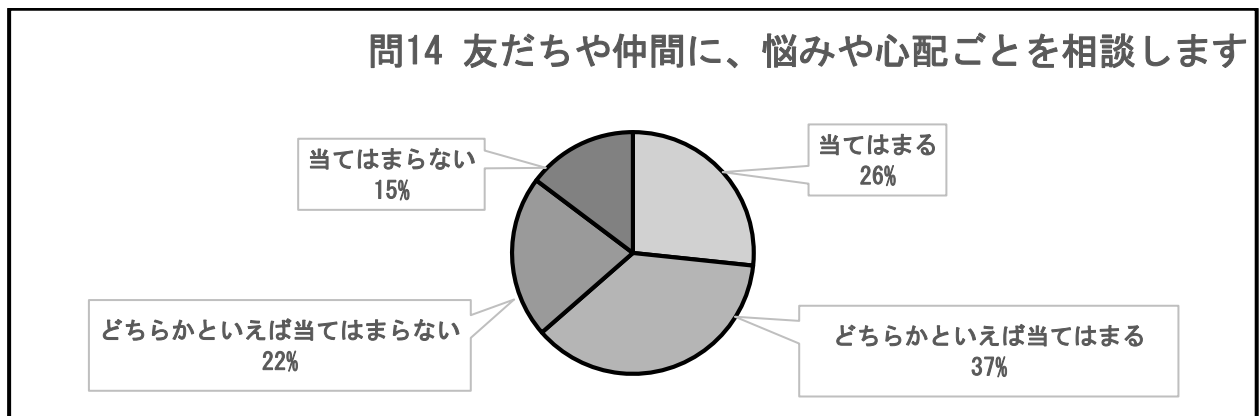 問14 友だちや仲間に、悩みや心配ごとを相談します
当てはまらない
15%
当てはまる
26%
どちらかといえば当てはまらない
22%
どちらかといえば当てはまる
37%